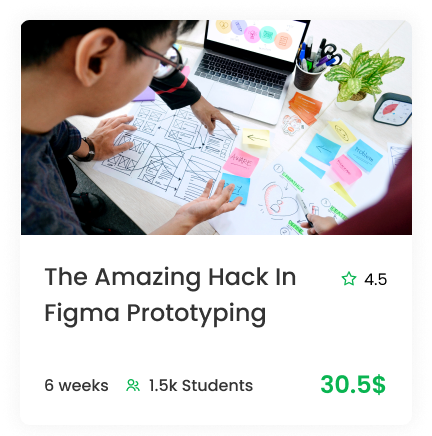 The Amazing Hack In
4.5
Figma Prototyping
6 weeks
1.5k Students
30.5$